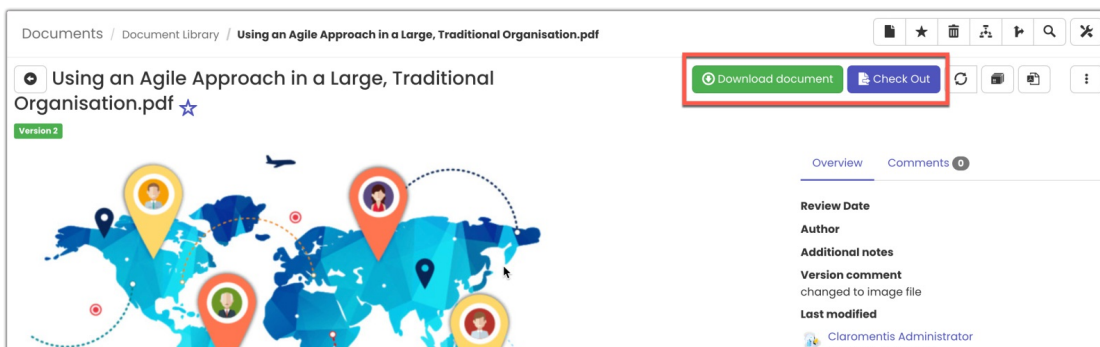 Documents / Document Library / Using an Agile Approach in a Large, Traditional Organisation.pdf
Using an Agile Approach in a Large, Traditional
Organisation.pdf
Download document
Check Out
Version 2
Overview
Comments 0
Review Date
Author
Additional notes
Version comment
changed to image file
Last modified
Claromentis Administrator